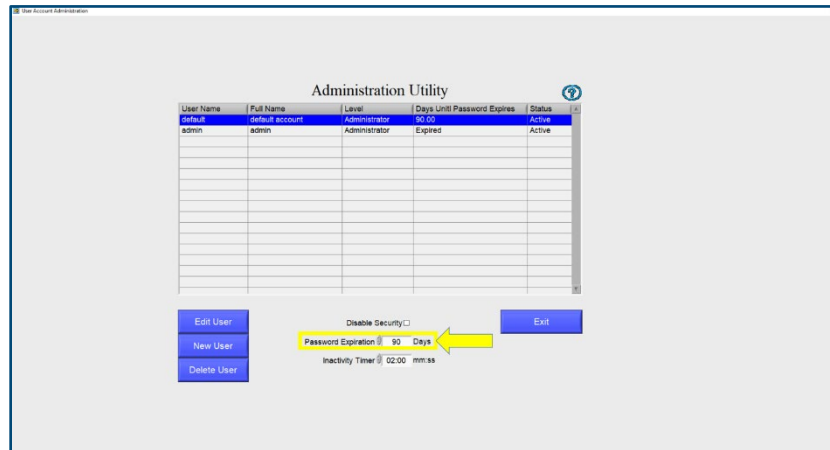 User Account Administration
Administration Utility
User Name Full Name Level Days Until Password Expires Status
default default account Administrator 90.00 Active
admin admin Administrator Expired Active
Edit User
New User
Delete User
Disable Security
Password Expiration 90 Days
Inactivity Timer 02:00 mm:ss
Exit